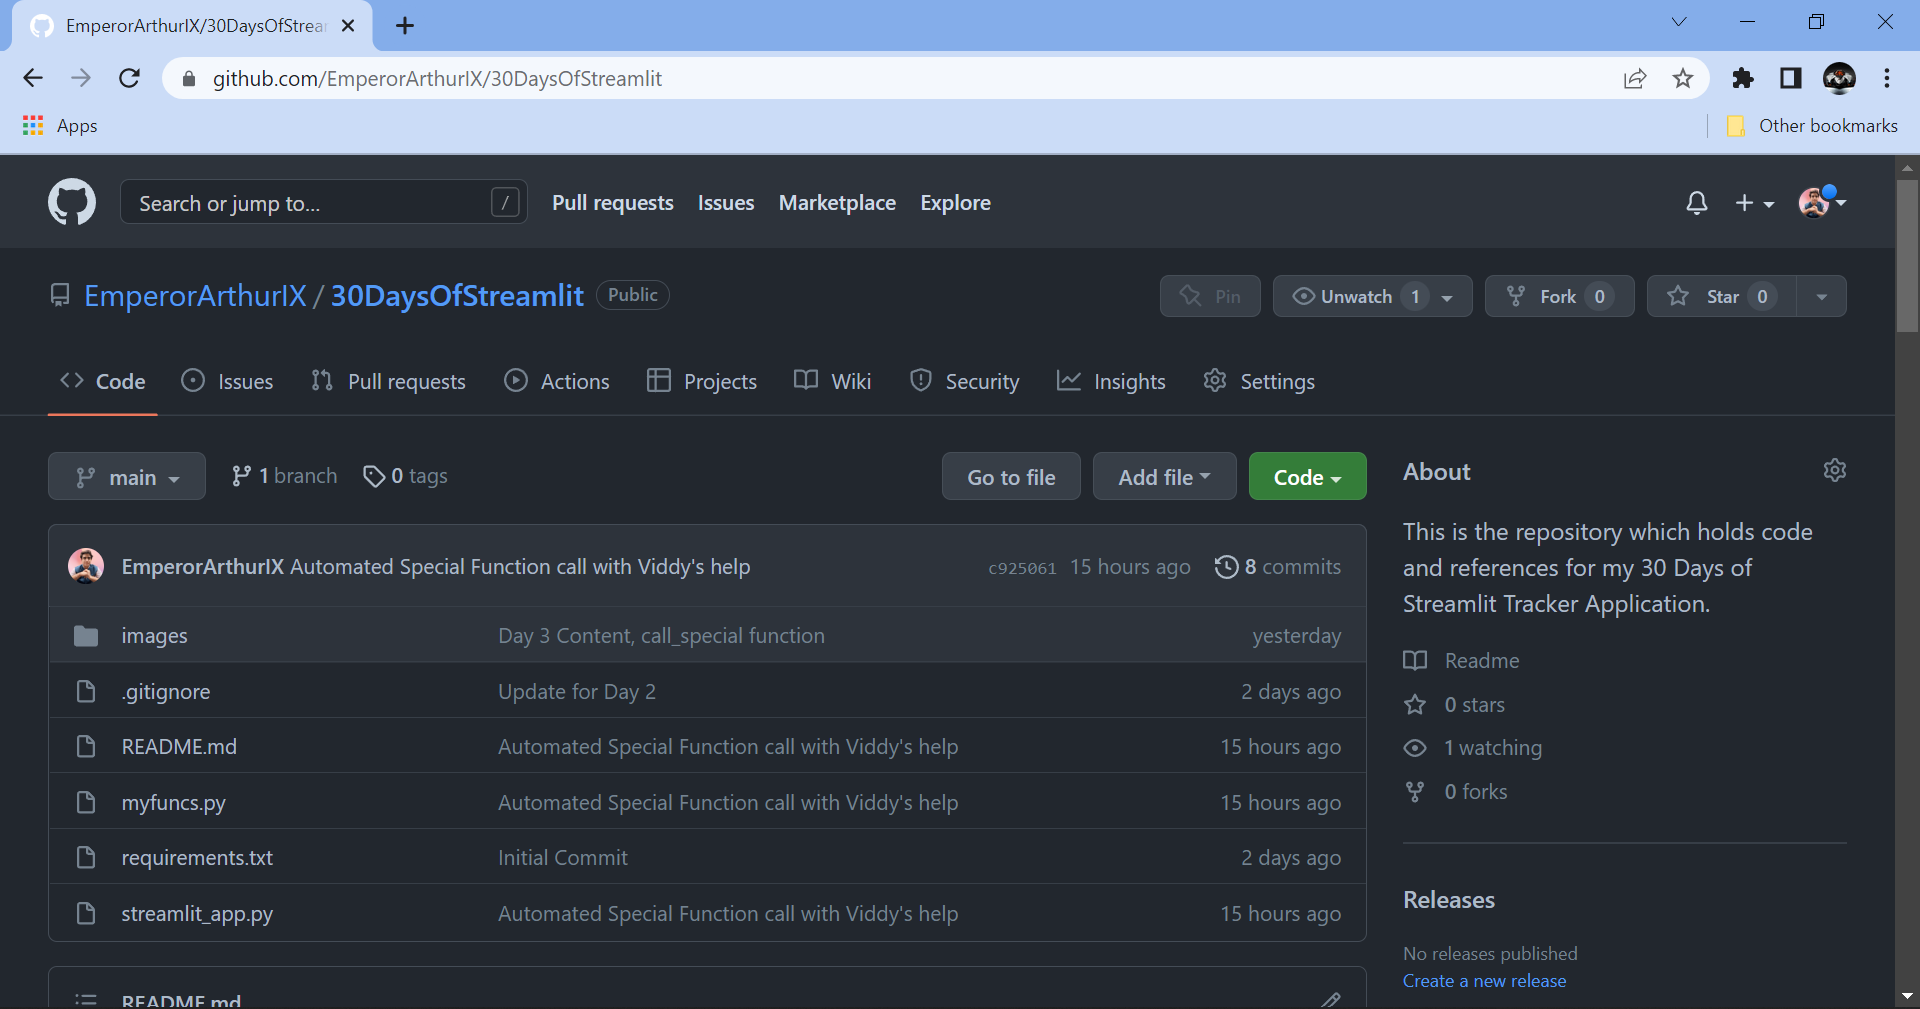 EmperorArthurIX/30DaysOfStrea
github.com/EmperorArthurIX/30DaysOfStreamlit
Apps
Other bookmarks
Search or jump to...
/
Pull requests
Issues
Marketplace
Explore
EmperorArthurIX / 30DaysOfStreamlit
Public
Pin
Unwatch 1
Fork 0
Star 0
Code
Issues
Pull requests
Actions
Projects
Wiki
Security
Insights
Settings
main
1 branch
0 tags
Go to file
Add file
Code
EmperorArthurIX Automated Special Function call with Viddy's help c925061 15 hours ago 8 commits
images Day 3 Content, call_special function yesterday
.gitignore Update for Day 2 2 days ago
README.md Automated Special Function call with Viddy's help 15 hours ago
myfuncs.py Automated Special Function call with Viddy's help 15 hours ago
requirements.txt Initial Commit 2 days ago
streamlit_app.py Automated Special Function call with Viddy's help 15 hours ago
README.md
About
This is the repository which holds code
and references for my 30 Days of
Streamlit Tracker Application.
Readme
0 stars
1 watching
0 forks
Releases
No releases published
Create a new release